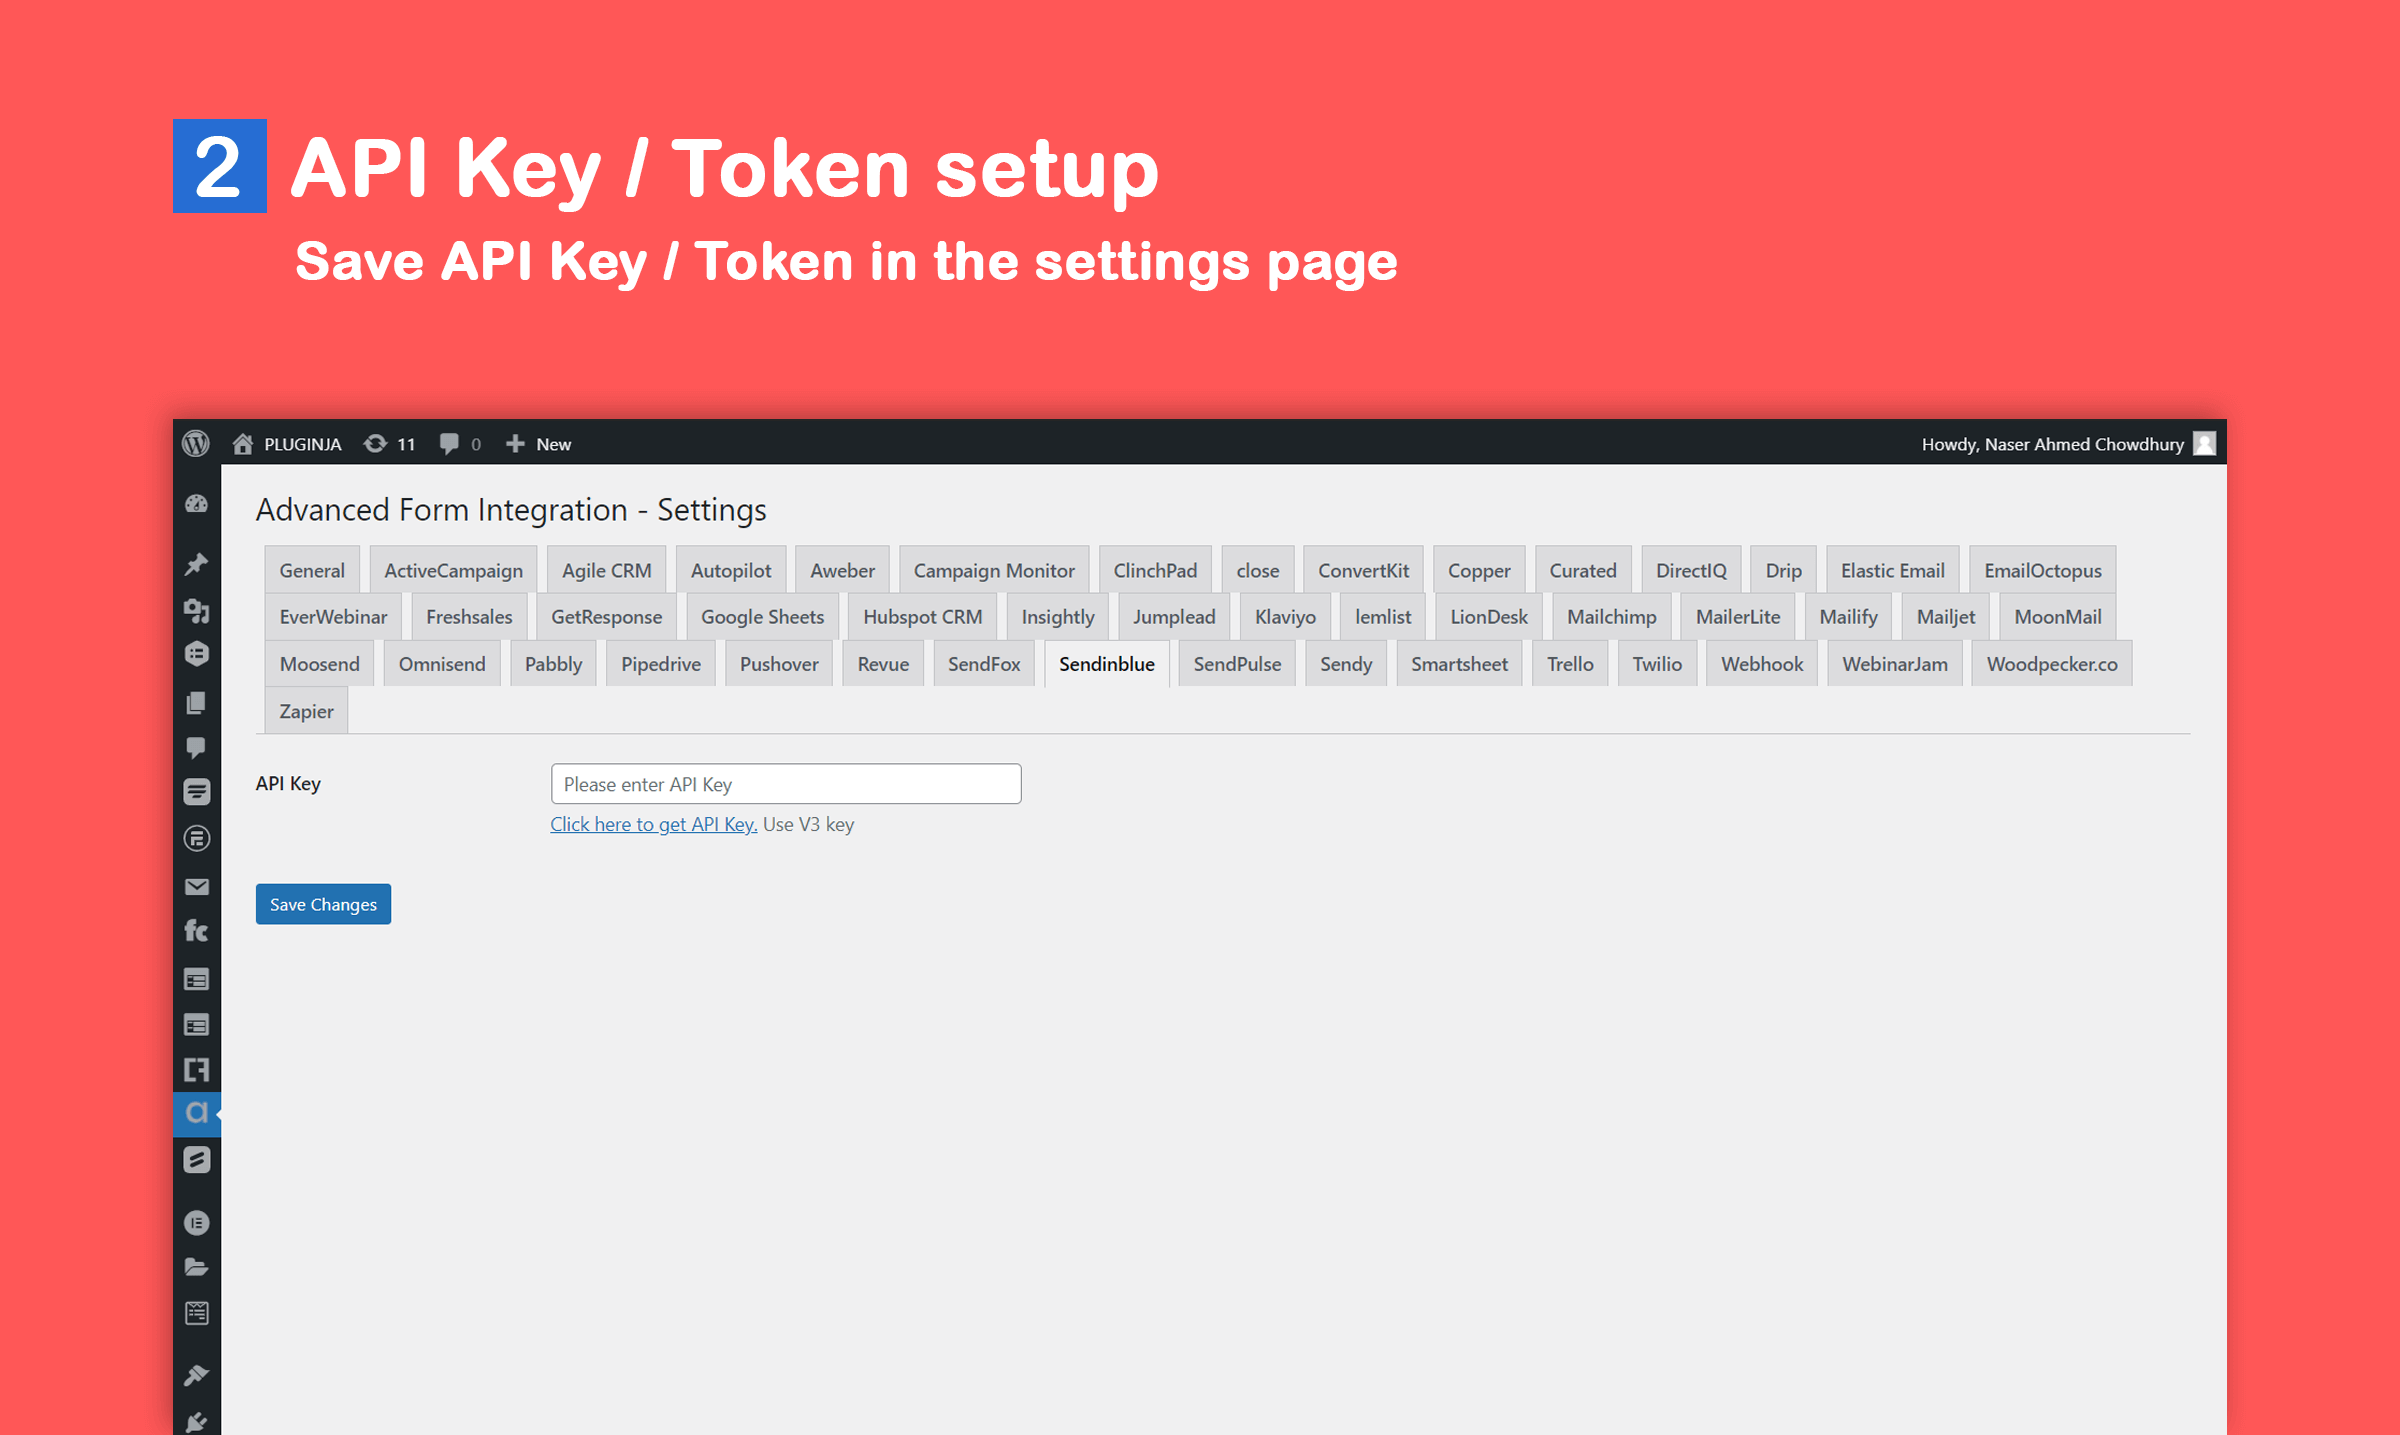 2 API Key / Token setup
Save API Key / Token in the settings page
PLUGINJA 11 0 New Howdy, Naser Ahmed Chowdhury
Advanced Form Integration - Settings
General ActiveCampaign Agile CRM Autopilot Aweber Campaign Monitor ClinchPad close ConvertKit Copper Curated DirectIQ Drip Elastic Email EmailOctopus
EverWebinar Freshsales GetResponse Google Sheets Hubspot CRM Insightly Jumplead Klaviyo lemlist LionDesk Mailchimp MailerLite Mailify Mailjet MoonMail
Moosend Omnisend Pabbly Pipedrive Pushover Revue SendFox Sendinblue SendPulse Sendy Smartsheet Trello Twilio Webhook WebinarJam Woodpecker.co
Zapier
API Key Please enter API Key
Click here to get API Key. Use V3 key
Save Changes